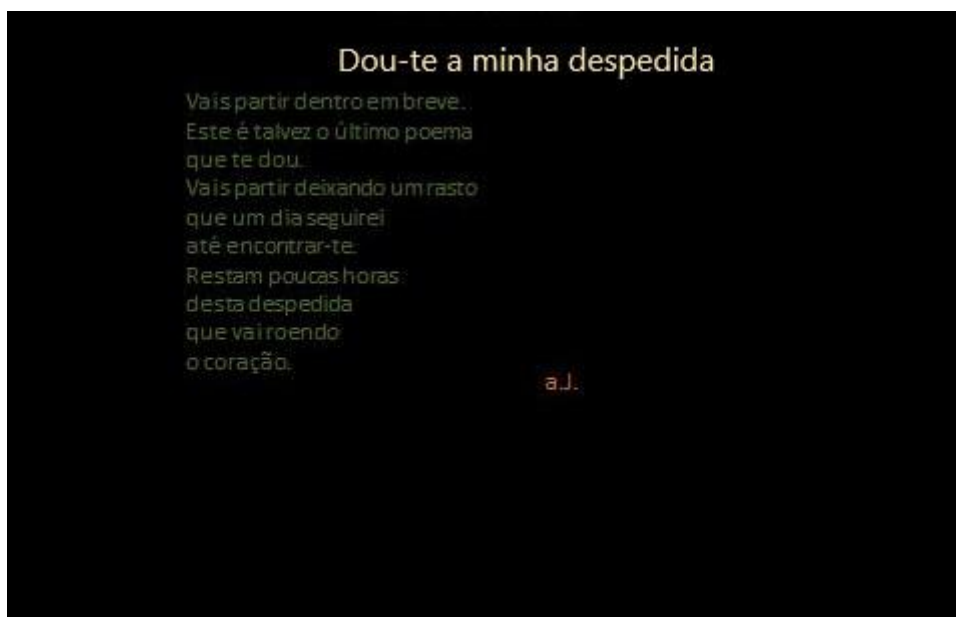 Dou-te a minha despedida
Vais partir dentro em breve.
Este é talvez o último poema
que te dou.
Vais partir deixando um rasto
que um dia seguirei
até encontrar-te.
Restam poucas horas
desta despedida
que vai roendo
o coração.
a.l.